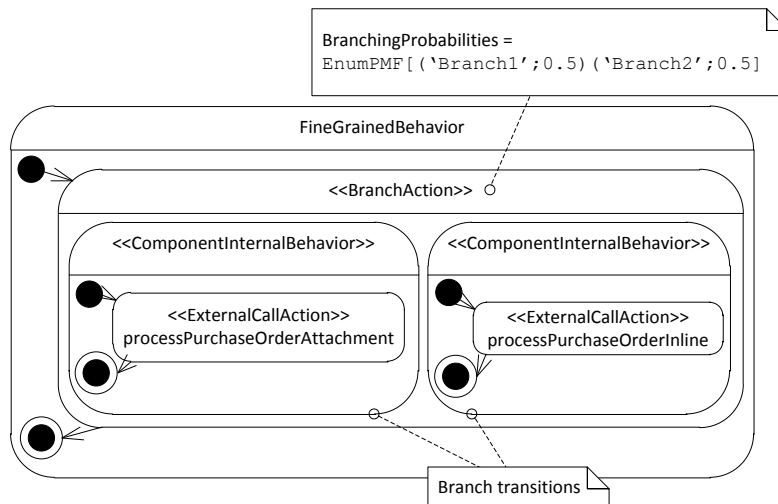 BranchingProbabilities =
EnumPMF[(‘Branch1’;0.5)(‘Branch2’;0.5]
FineGrainedBehavior
<<BranchAction>>
<<ComponentInternalBehavior>>
<<ComponentInternalBehavior>>
<<ExternalCallAction>>
processPurchaseOrderAttachment
<<ExternalCallAction>>
processPurchaseOrderInline
Branch transitions